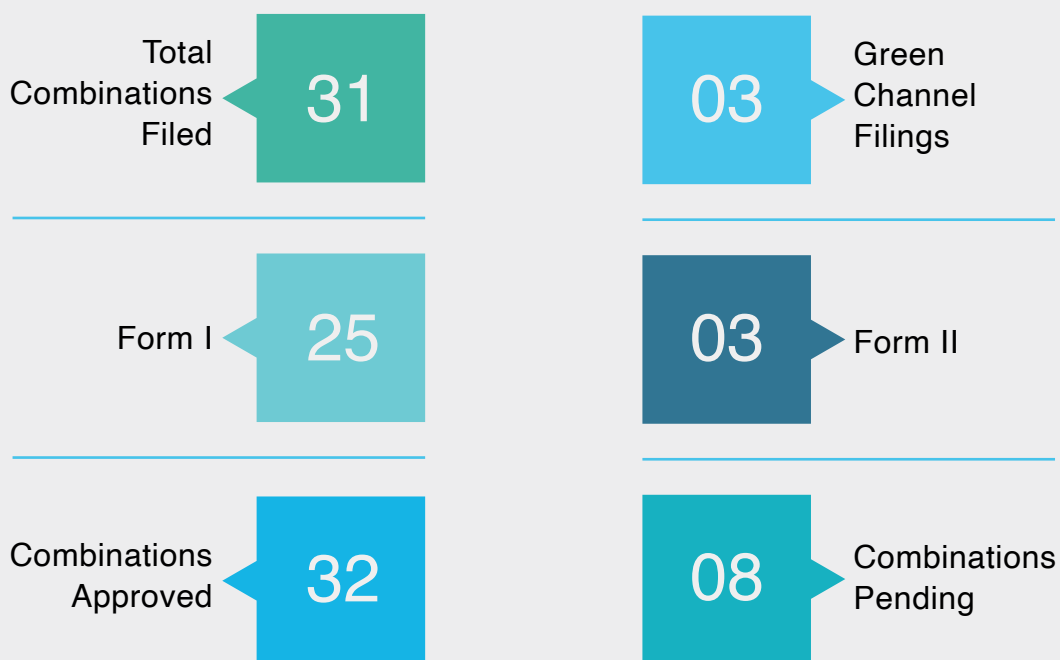 Total
Combinations
Filed
31
03
Green
Channel
Filings
Form I
25
03
Form II
Combinations
Approved
32
08
Combinations
Pending